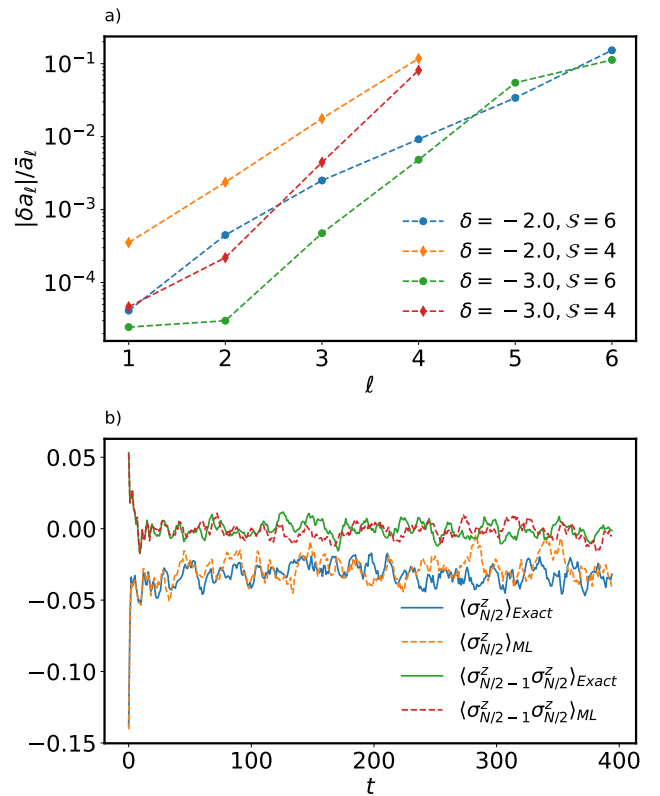 a)
|δa_ℓ|/ā_ℓ
10⁻¹
10⁻²
10⁻³
10⁻⁴
δ = −2.0, 𝒮 = 6
δ = −2.0, 𝒮 = 4
δ = −3.0, 𝒮 = 6
δ = −3.0, 𝒮 = 4
1 2 3 4 5 6
ℓ
b)
0.05
0.00
−0.05
−0.10
−0.15
⟨σ^z_{N/2}⟩_{Exact}
⟨σ^z_{N/2}⟩_{ML}
⟨σ^z_{N/2−1}σ^z_{N/2}⟩_{Exact}
⟨σ^z_{N/2−1}σ^z_{N/2}⟩_{ML}
0 100 200 300 400
t